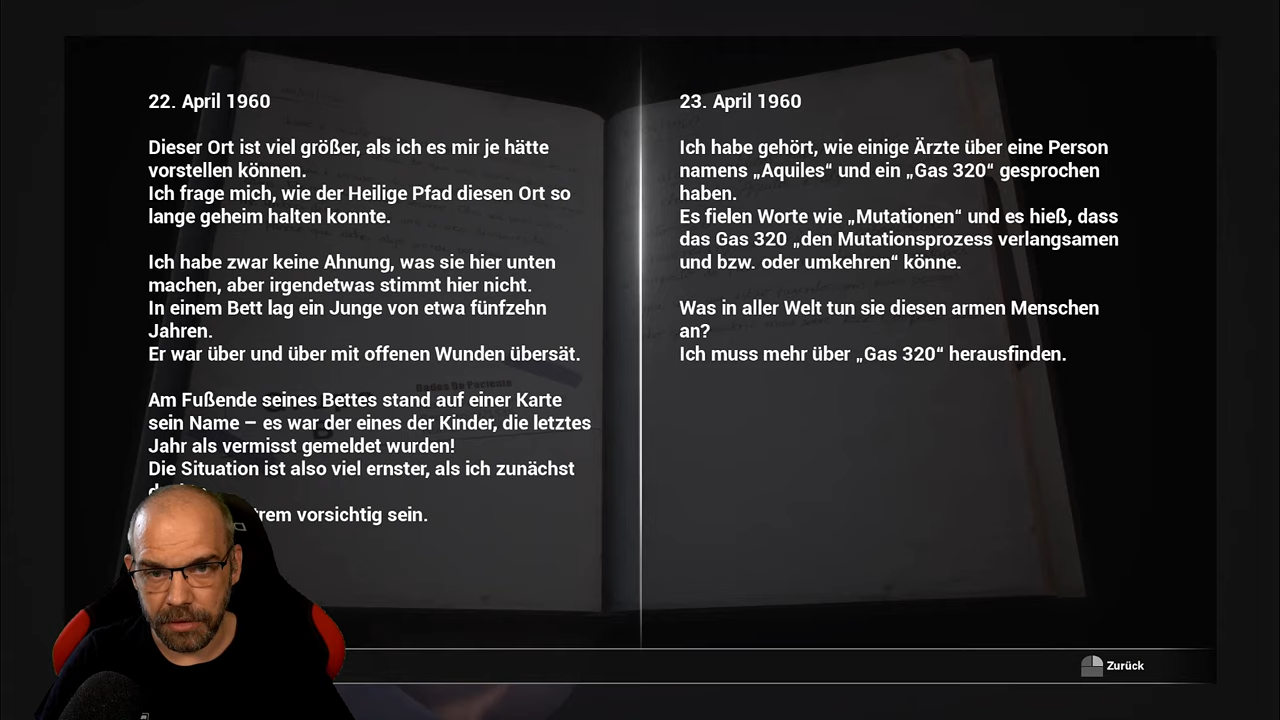 22. April 1960
Dieser Ort ist viel größer, als ich es mir je hätte
vorstellen können.
Ich frage mich, wie der Heilige Pfad diesen Ort so
lange geheim halten konnte.
Ich habe zwar keine Ahnung, was sie hier unten
machen, aber irgendetwas stimmt hier nicht.
In einem Bett lag ein Junge von etwa fünfzehn
Jahren.
Er war über und über mit offenen Wunden übersät.
Am Fußende seines Bettes stand auf einer Karte
sein Name – es war der eines der Kinder, die letztes
Jahr als vermisst gemeldet wurden!
Die Situation ist also viel ernster, als ich zunächst
vorsichtig sein.
23. April 1960
Ich habe gehört, wie einige Ärzte über eine Person
namens „Aquiles“ und ein „Gas 320“ gesprochen
haben.
Es fielen Worte wie „Mutationen“ und es hieß, dass
das Gas 320 „den Mutationsprozess verlangsamen
und bzw. oder umkehren“ könne.
Was in aller Welt tun sie diesen armen Menschen
an?
Ich muss mehr über „Gas 320“ herausfinden.
Dados De Paciente
Zurück